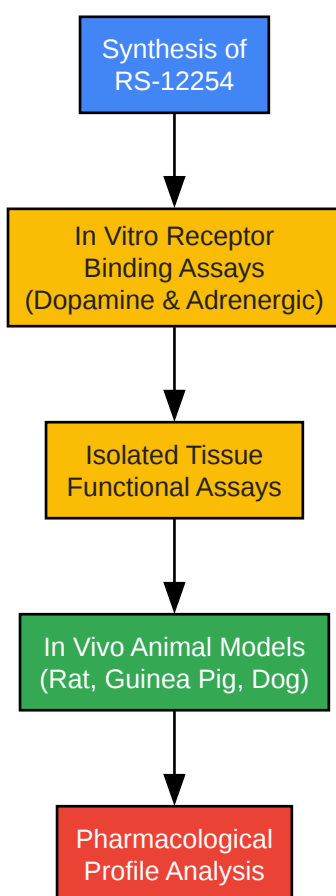 Synthesis of
RS-12254
In Vitro Receptor
Binding Assays
(Dopamine & Adrenergic)
Isolated Tissue
Functional Assays
In Vivo Animal Models
(Rat, Guinea Pig, Dog)
Pharmacological
Profile Analysis